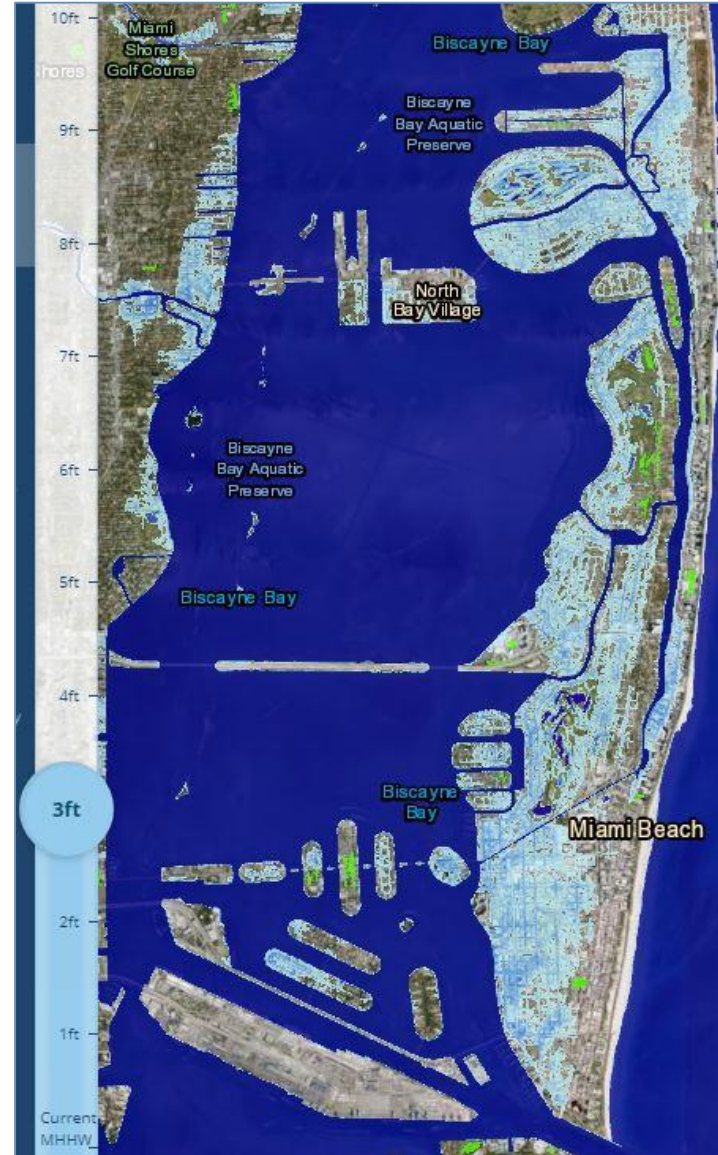 10ft
Miami
Shores
Golf Course
Shores
Biscayne Bay
9ft
Biscayne
Bay Aquatic
Preserve
8ft
North
Bay Village
7ft
Biscayne
Bay Aquatic
Preserve
6ft
5ft
Biscayne Bay
4ft
3ft
Biscayne
Bay
Miami Beach
2ft
1ft
Current
MHHW